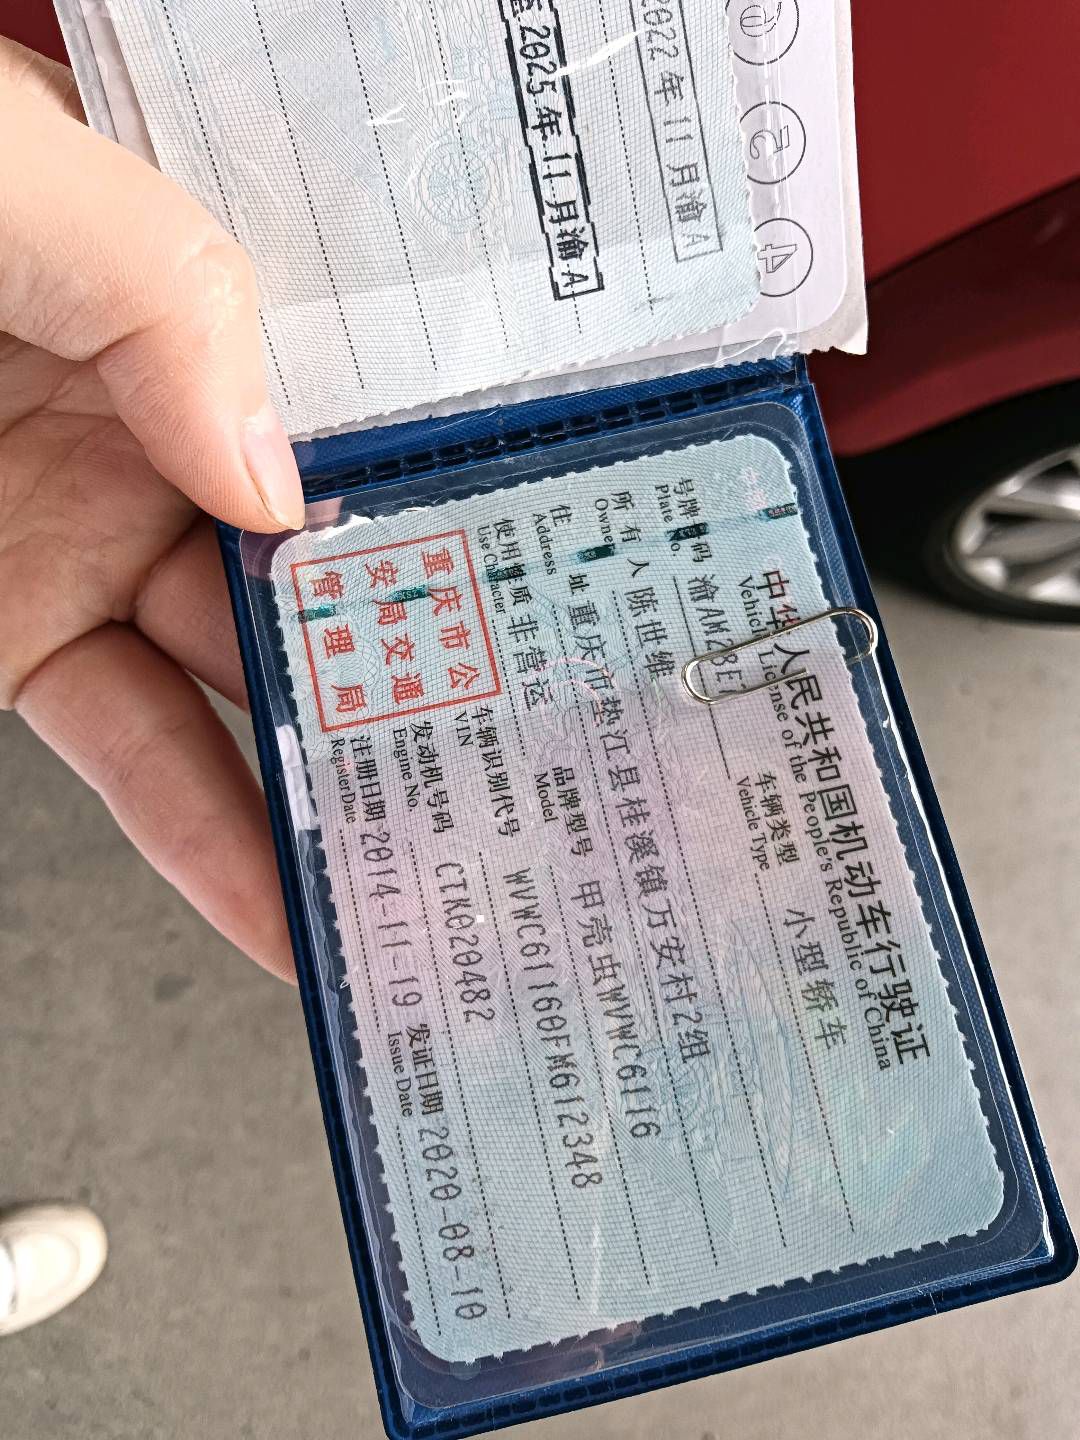 2022年11月渝A
至2025年11月渝A
6
5
4
中华人民共和国机动车行驶证
Vehicle License of the People's Republic of China
号牌号码 渝AM28E
Plate No.
车辆类型 小型轿车
Vehicle Type
所有人 陈世维
Owner
住址 重庆市垫江县桂溪镇万安村2组
Address
使用性质 非营运
Use Character
品牌型号 甲壳虫WVWC6116
Model
车辆识别代号 WVWC61160FM612348
VIN
发动机号码 CTK020482
Engine No.
注册日期 2014-11-19
Register Date
发证日期 2020-08-10
Issue Date
重庆市公
安局交通
管理局